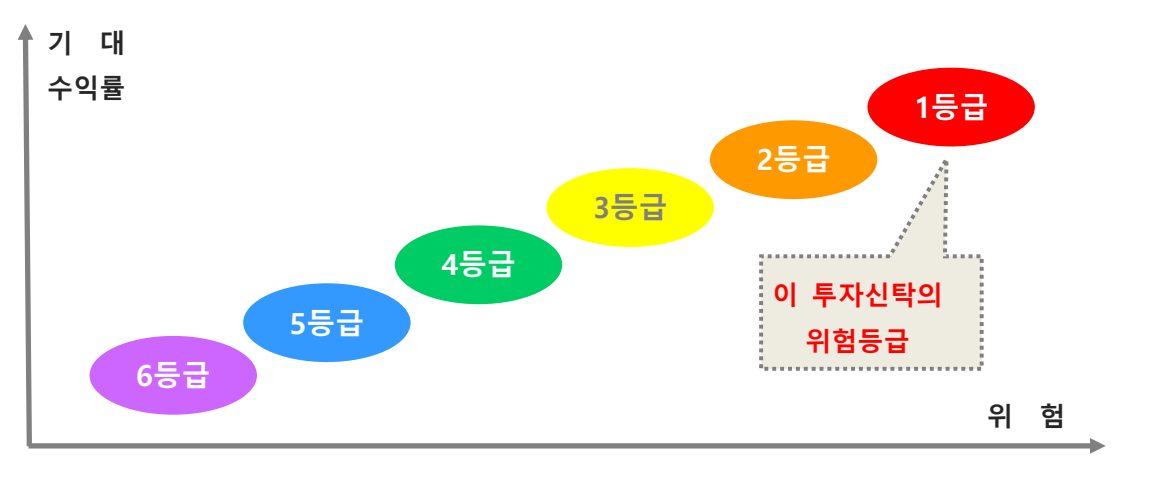 기 대
수익률
1등급
2등급
3등급
4등급
5등급
6등급
이 투자신탁의
위험등급
위 험